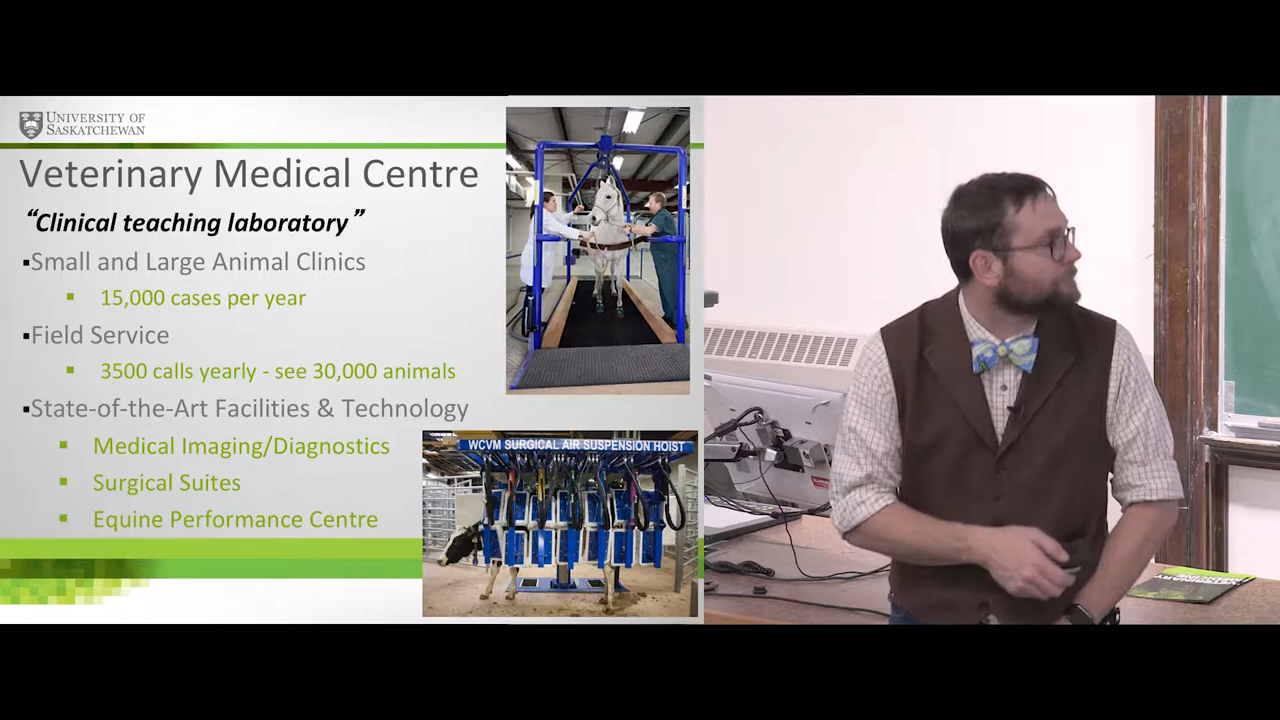 UNIVERSITY OF
SASKATCHEWAN
Veterinary Medical Centre
“Clinical teaching laboratory”
▪Small and Large Animal Clinics
▪ 15,000 cases per year
▪Field Service
▪ 3500 calls yearly - see 30,000 animals
▪State-of-the-Art Facilities & Technology
▪ Medical Imaging/Diagnostics
▪ Surgical Suites
▪ Equine Performance Centre
WCVM SURGICAL AIR SUSPENSION HOIST
VETERINARY